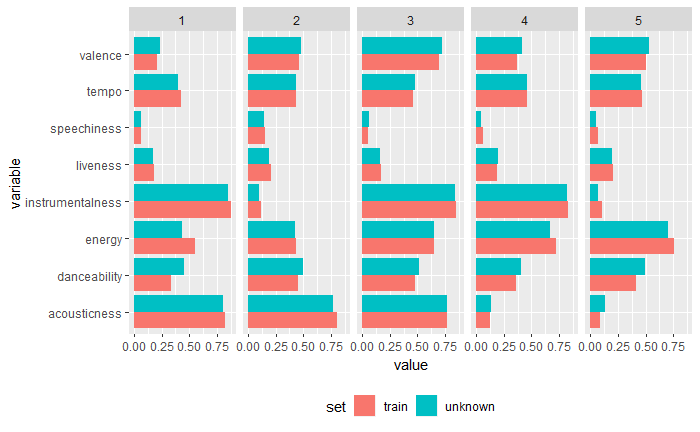 1 2 3 4 5
valence
tempo
speechiness
liveness
instrumentalness
energy
danceability
acousticness
variable
0.00 0.25 0.50 0.75 0.00 0.25 0.50 0.75 0.00 0.25 0.50 0.75 0.00 0.25 0.50 0.75 0.00 0.25 0.50 0.75
value
set train unknown